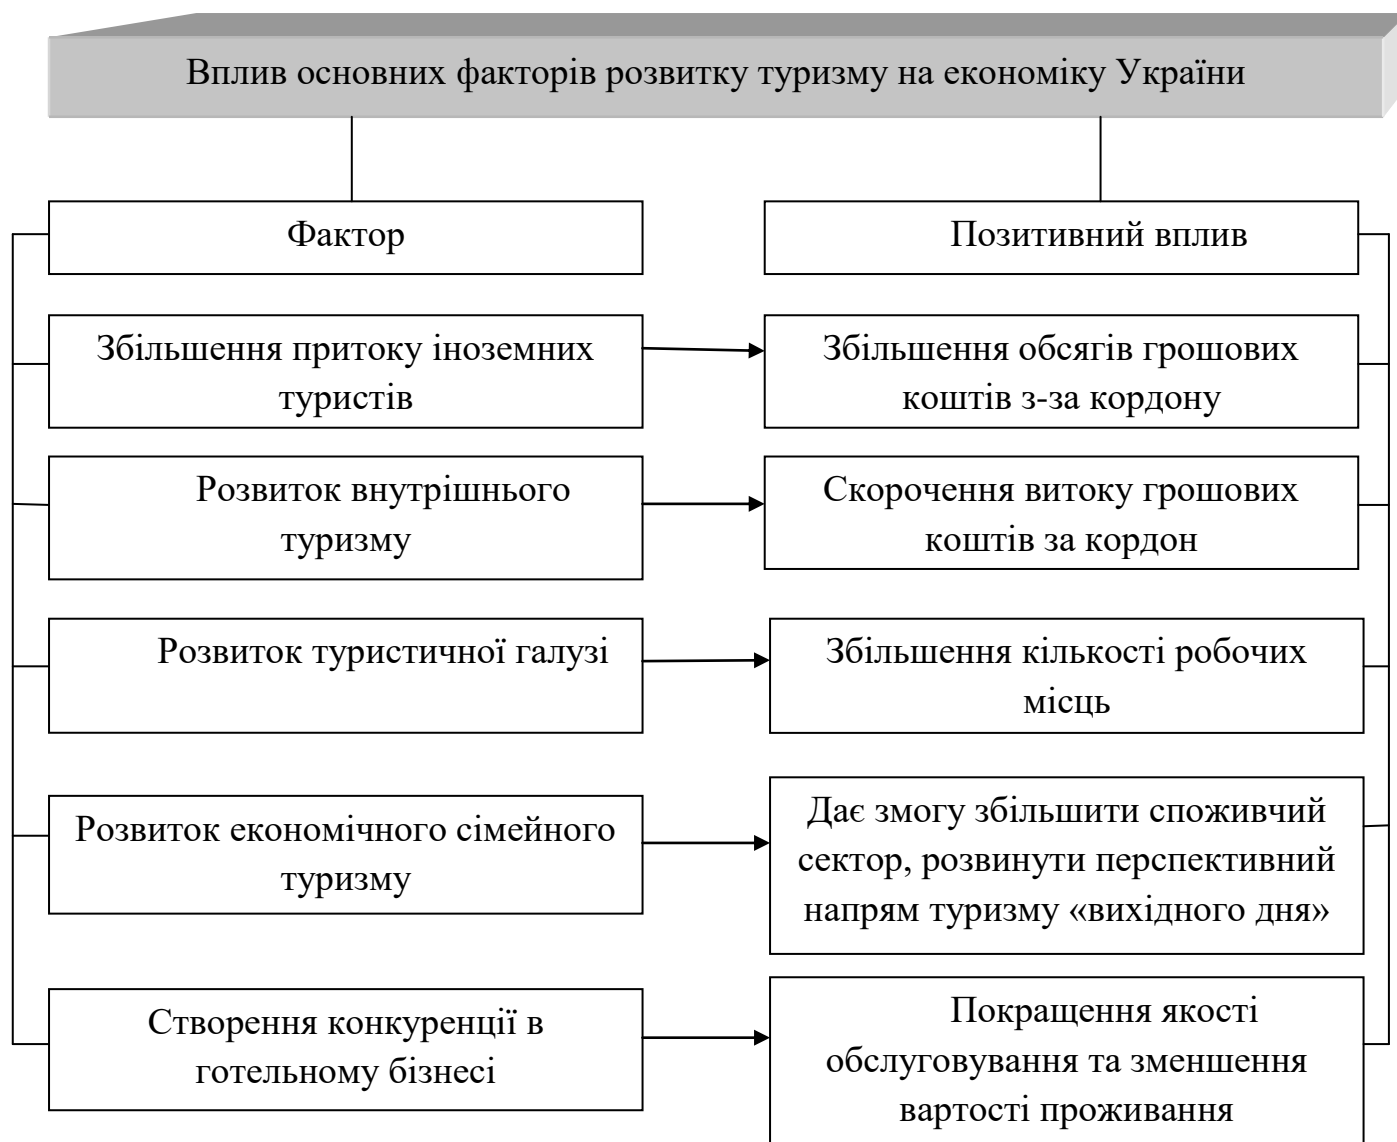 Вплив основних факторів розвитку туризму на економіку України
Фактор
Позитивний вплив
Збільшення притоку іноземних
туристів
Збільшення обсягів грошових
коштів з-за кордону
Розвиток внутрішнього
туризму
Скорочення витоку грошових
коштів за кордон
Розвиток туристичної галузі
Збільшення кількості робочих
місць
Розвиток економічного сімейного
туризму
Дає змогу збільшити споживчий
сектор, розвинути перспективний
напрям туризму «вихідного дня»
Створення конкуренції в
готельному бізнесі
Покращення якості
обслуговування та зменшення
вартості проживання